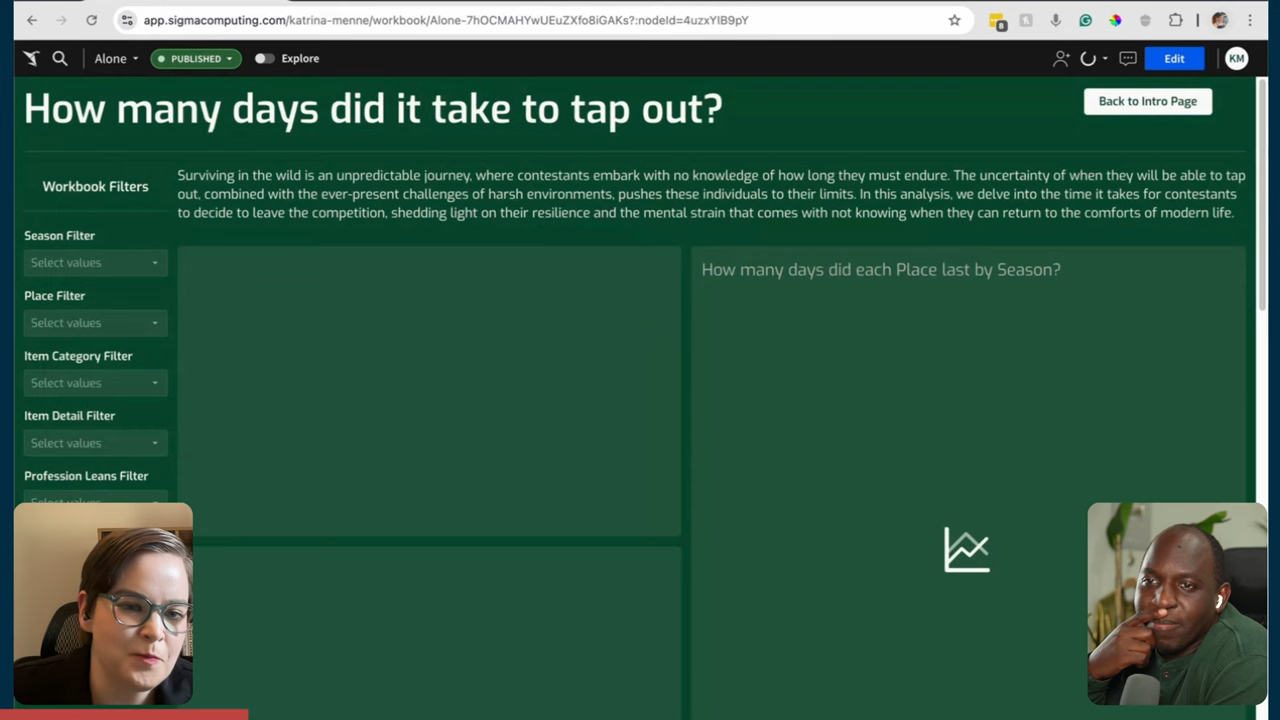 app.sigmacomputing.com/katrina-menne/workbook/Alone-7hOCMAHYwUEuZXfo8iGAKs?:nodeId=4uzxYIB9pY
8
Alone
PUBLISHED
Explore
Edit
KM
How many days did it take to tap out?
Back to Intro Page
Workbook Filters
Surviving in the wild is an unpredictable journey, where contestants embark with no knowledge of how long they must endure. The uncertainty of when they will be able to tap
out, combined with the ever-present challenges of harsh environments, pushes these individuals to their limits. In this analysis, we delve into the time it takes for contestants
to decide to leave the competition, shedding light on their resilience and the mental strain that comes with not knowing when they can return to the comforts of modern life.
Season Filter
Select values
How many days did each Place last by Season?
Place Filter
Select values
Item Category Filter
Select values
Item Detail Filter
Select values
Profession Leans Filter
Select values